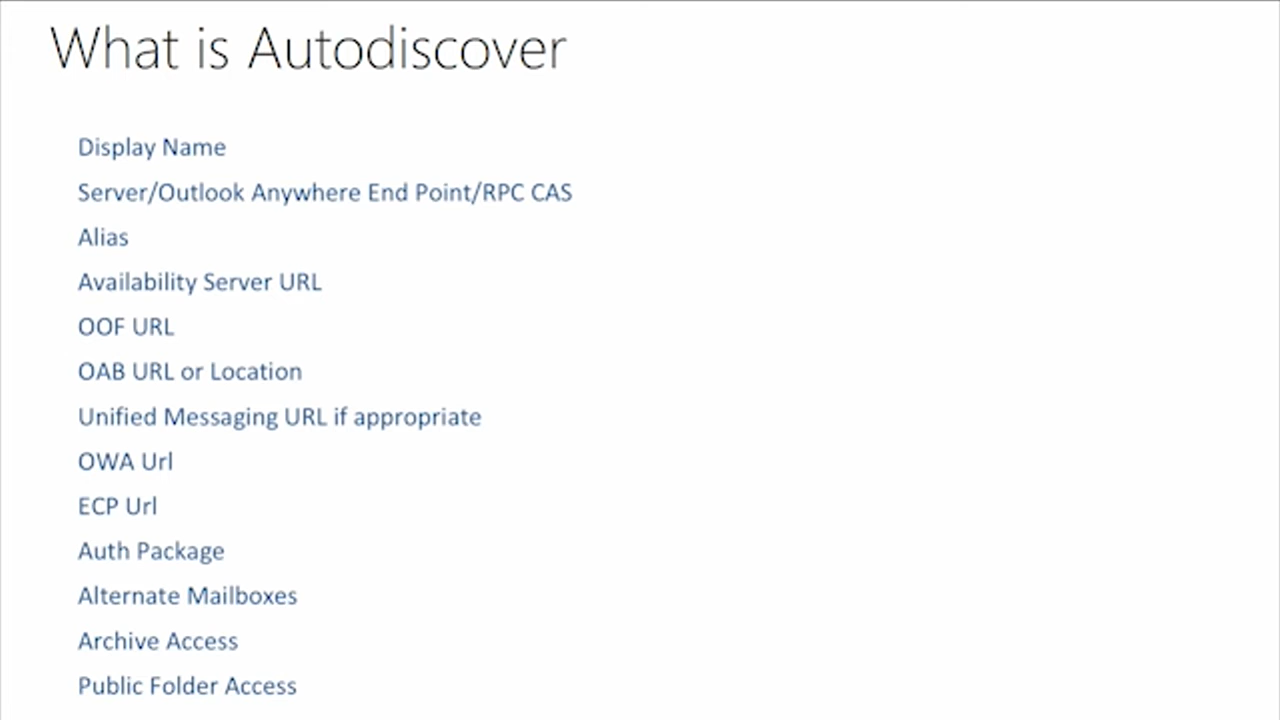 What is Autodiscover
Display Name
Server/Outlook Anywhere End Point/RPC CAS
Alias
Availability Server URL
OOF URL
OAB URL or Location
Unified Messaging URL if appropriate
OWA Url
ECP Url
Auth Package
Alternate Mailboxes
Archive Access
Public Folder Access